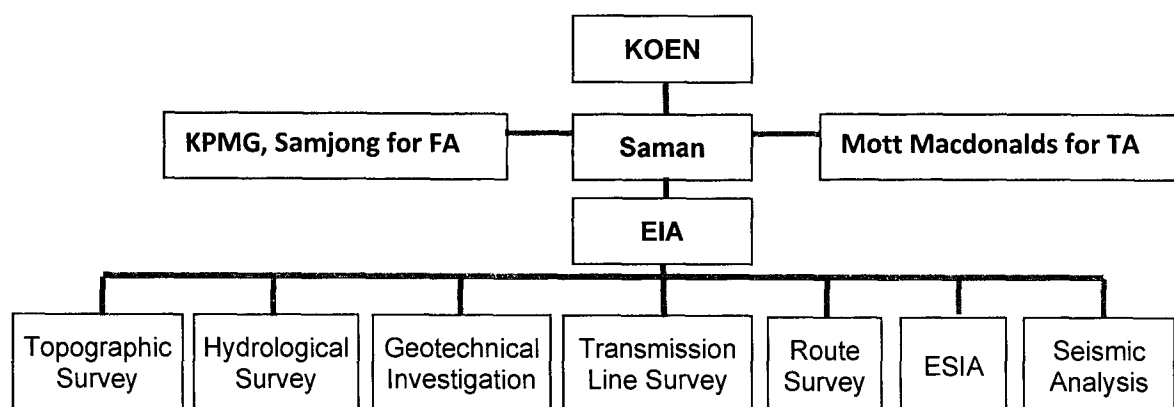 KOEN
KPMG, Samjong for FA
Saman
Mott Macdonalds for TA
EIA
Topographic
Survey
Hydrological
Survey
Geotechnical
Investigation
Transmission
Line Survey
Route
Survey
ESIA
Seismic
Analysis